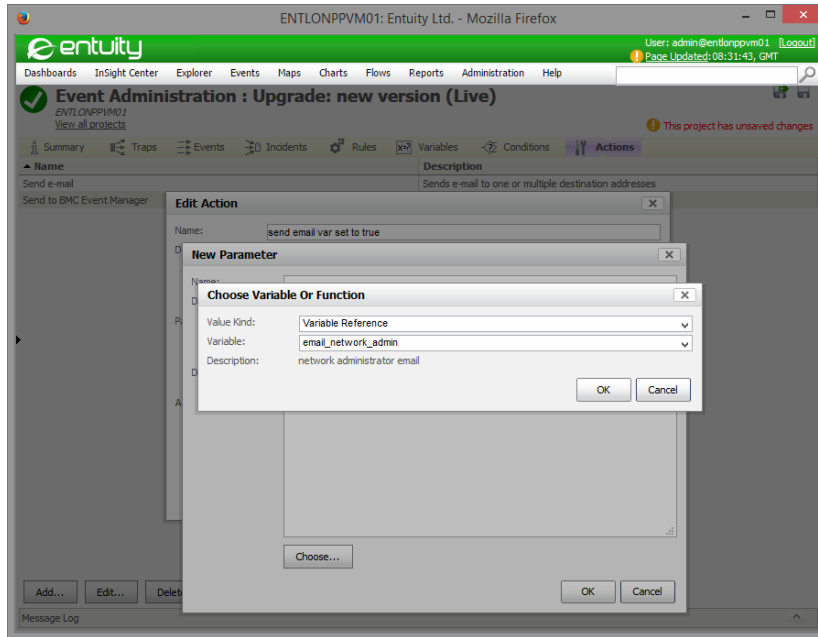 ENTLONPPVM01: Entuity Ltd. - Mozilla Firefox
entuity
User: admin@entlonppvm01 [Logout]
Page Updated: 08:31:43, GMT
Dashboards InSight Center Explorer Events Maps Charts Flows Reports Administration Help
Event Administration : Upgrade: new version (Live)
ENTLONPPVM01
View all projects
This project has unsaved changes
Summary Traps Events Incidents Rules x=? Variables Conditions Actions
Name Description
Send e-mail Sends e-mail to one or multiple destination addresses
Send to BMC Event Manager
Edit Action
Name: send email var set to true
New Parameter
Name:
Choose Variable Or Function
Value Kind: Variable Reference
Variable: email_network_admin
Description: network administrator email
OK Cancel
Choose...
OK Cancel
Add... Edit... Delet
Message Log